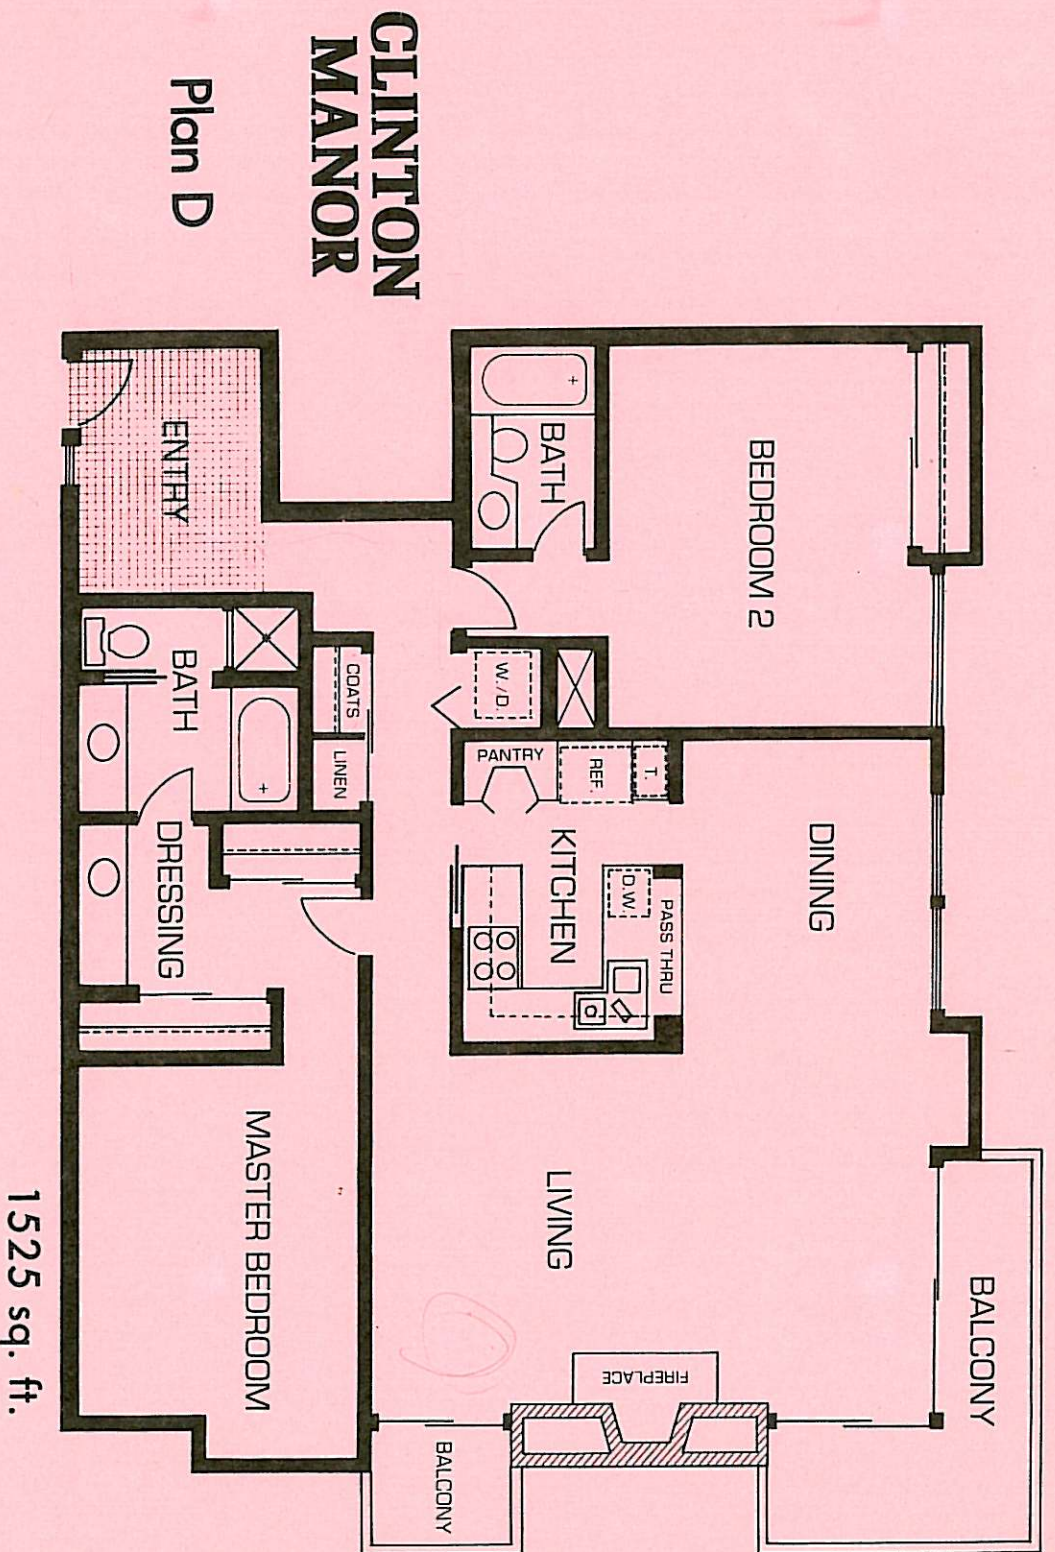 CLINTON
MANOR
Plan D
BEDROOM 2
BATH
ENTRY
W./D.
COATS
LINEN
PANTRY
REF.
T.
KITCHEN
D.W.
PASS THRU
DINING
BATH
DRESSING
LIVING
FIREPLACE
BALCONY
BALCONY
MASTER BEDROOM
1525 sq. ft.